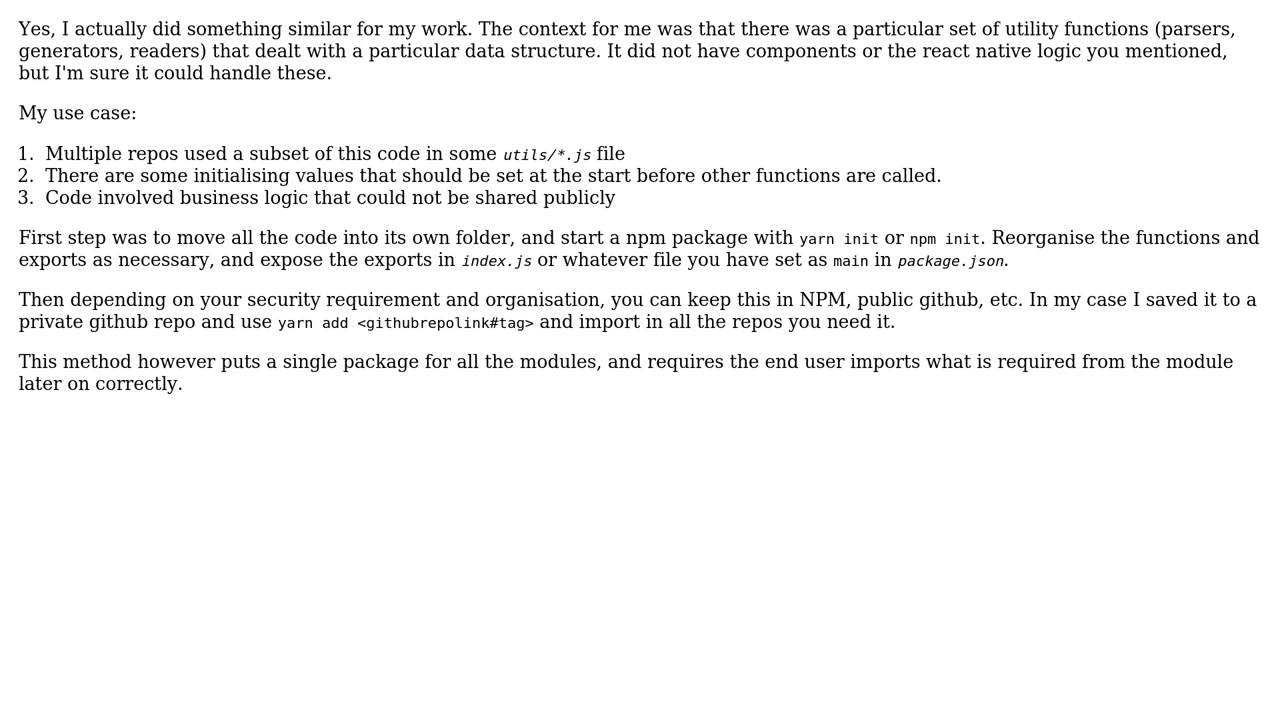 Yes, I actually did something similar for my work. The context for me was that there was a particular set of utility functions (parsers,
generators, readers) that dealt with a particular data structure. It did not have components or the react native logic you mentioned,
but I'm sure it could handle these.
My use case:
1. Multiple repos used a subset of this code in some utils/*.js file
2. There are some initialising values that should be set at the start before other functions are called.
3. Code involved business logic that could not be shared publicly
First step was to move all the code into its own folder, and start a npm package with yarn init or npm init. Reorganise the functions and
exports as necessary, and expose the exports in index.js or whatever file you have set as main in package.json.
Then depending on your security requirement and organisation, you can keep this in NPM, public github, etc. In my case I saved it to a
private github repo and use yarn add <githubrepolink#tag> and import in all the repos you need it.
This method however puts a single package for all the modules, and requires the end user imports what is required from the module
later on correctly.